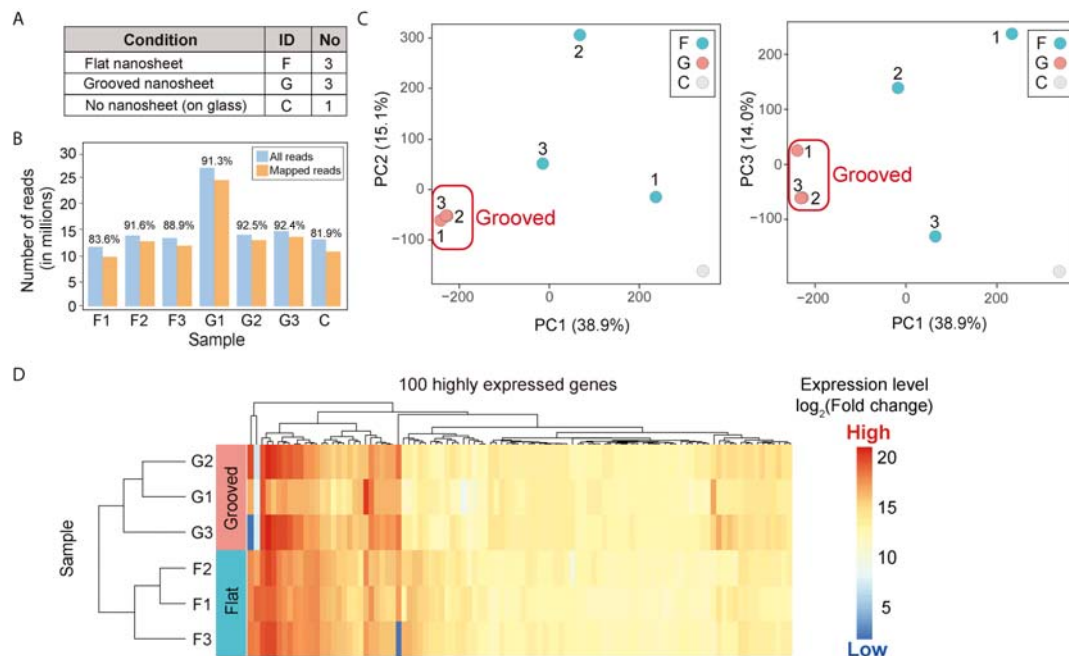 A
Condition ID No
Flat nanosheet F 3
Grooved nanosheet G 3
No nanosheet (on glass) C 1
B
Number of reads
(in millions)
30
25
20
15
10
5
0
All reads
Mapped reads
83.6%
91.6%
88.9%
91.3%
92.5%
92.4%
81.9%
F1 F2 F3 G1 G2 G3 C
Sample
C
PC2 (15.1%)
300
200
100
0
−100
F
G
C
2
3
1
3
2
1
Grooved
−200 0 200
PC1 (38.9%)
PC3 (14.0%)
200
100
0
−100
F
G
C
1
2
1
3
2
Grooved
3
−200 0 200
PC1 (38.9%)
D
100 highly expressed genes
Sample
G2
G1
G3
F2
F1
F3
Grooved
Flat
Expression level
log2(Fold change)
High
20
15
10
5
Low